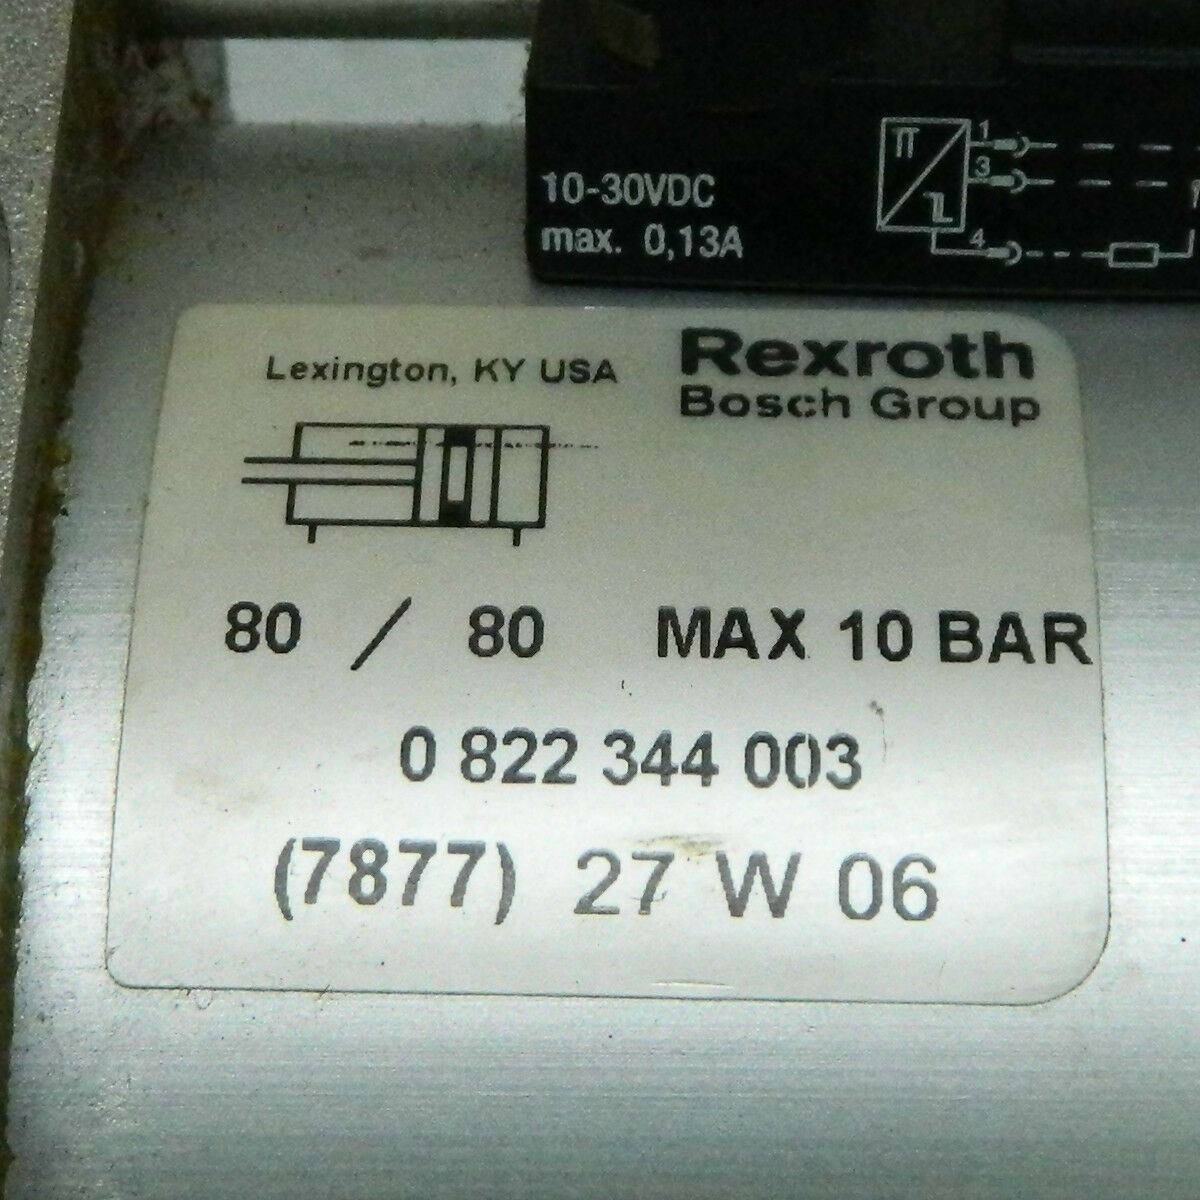 10-30VDC
max. 0,13A
1
3
4
Lexington, KY USA
Rexroth
Bosch Group
80 / 80 MAX 10 BAR
0 822 344 003
(7877) 27 W 06